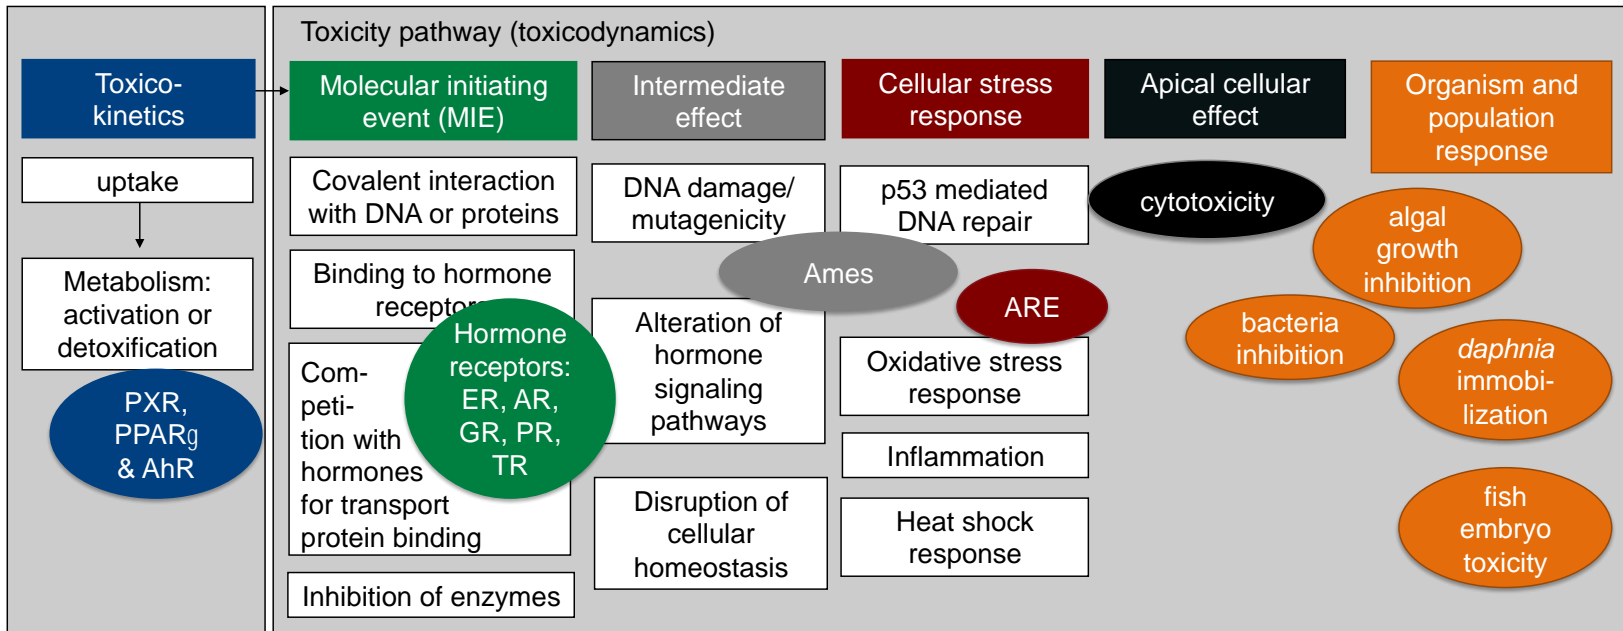 Toxicity pathway (toxicodynamics)
Toxico-
kinetics
uptake
Metabolism:
activation or
detoxification
PXR,
PPARg
& AhR
Molecular initiating
event (MIE)
Covalent interaction
with DNA or proteins
Binding to hormone
receptors
Com-
peti-
tion with
hormones
for transport
protein binding
Hormone
receptors:
ER, AR,
GR, PR,
TR
Inhibition of enzymes
Intermediate
effect
DNA damage/
mutagenicity
Ames
Alteration of
hormone
signaling
pathways
Disruption of
cellular
homeostasis
Cellular stress
response
p53 mediated
DNA repair
ARE
Oxidative stress
response
Inflammation
Heat shock
response
Apical cellular
effect
cytotoxicity
Organism and
population
response
algal
growth
inhibition
bacteria
inhibition
daphnia
immobi-
lization
fish
embryo
toxicity